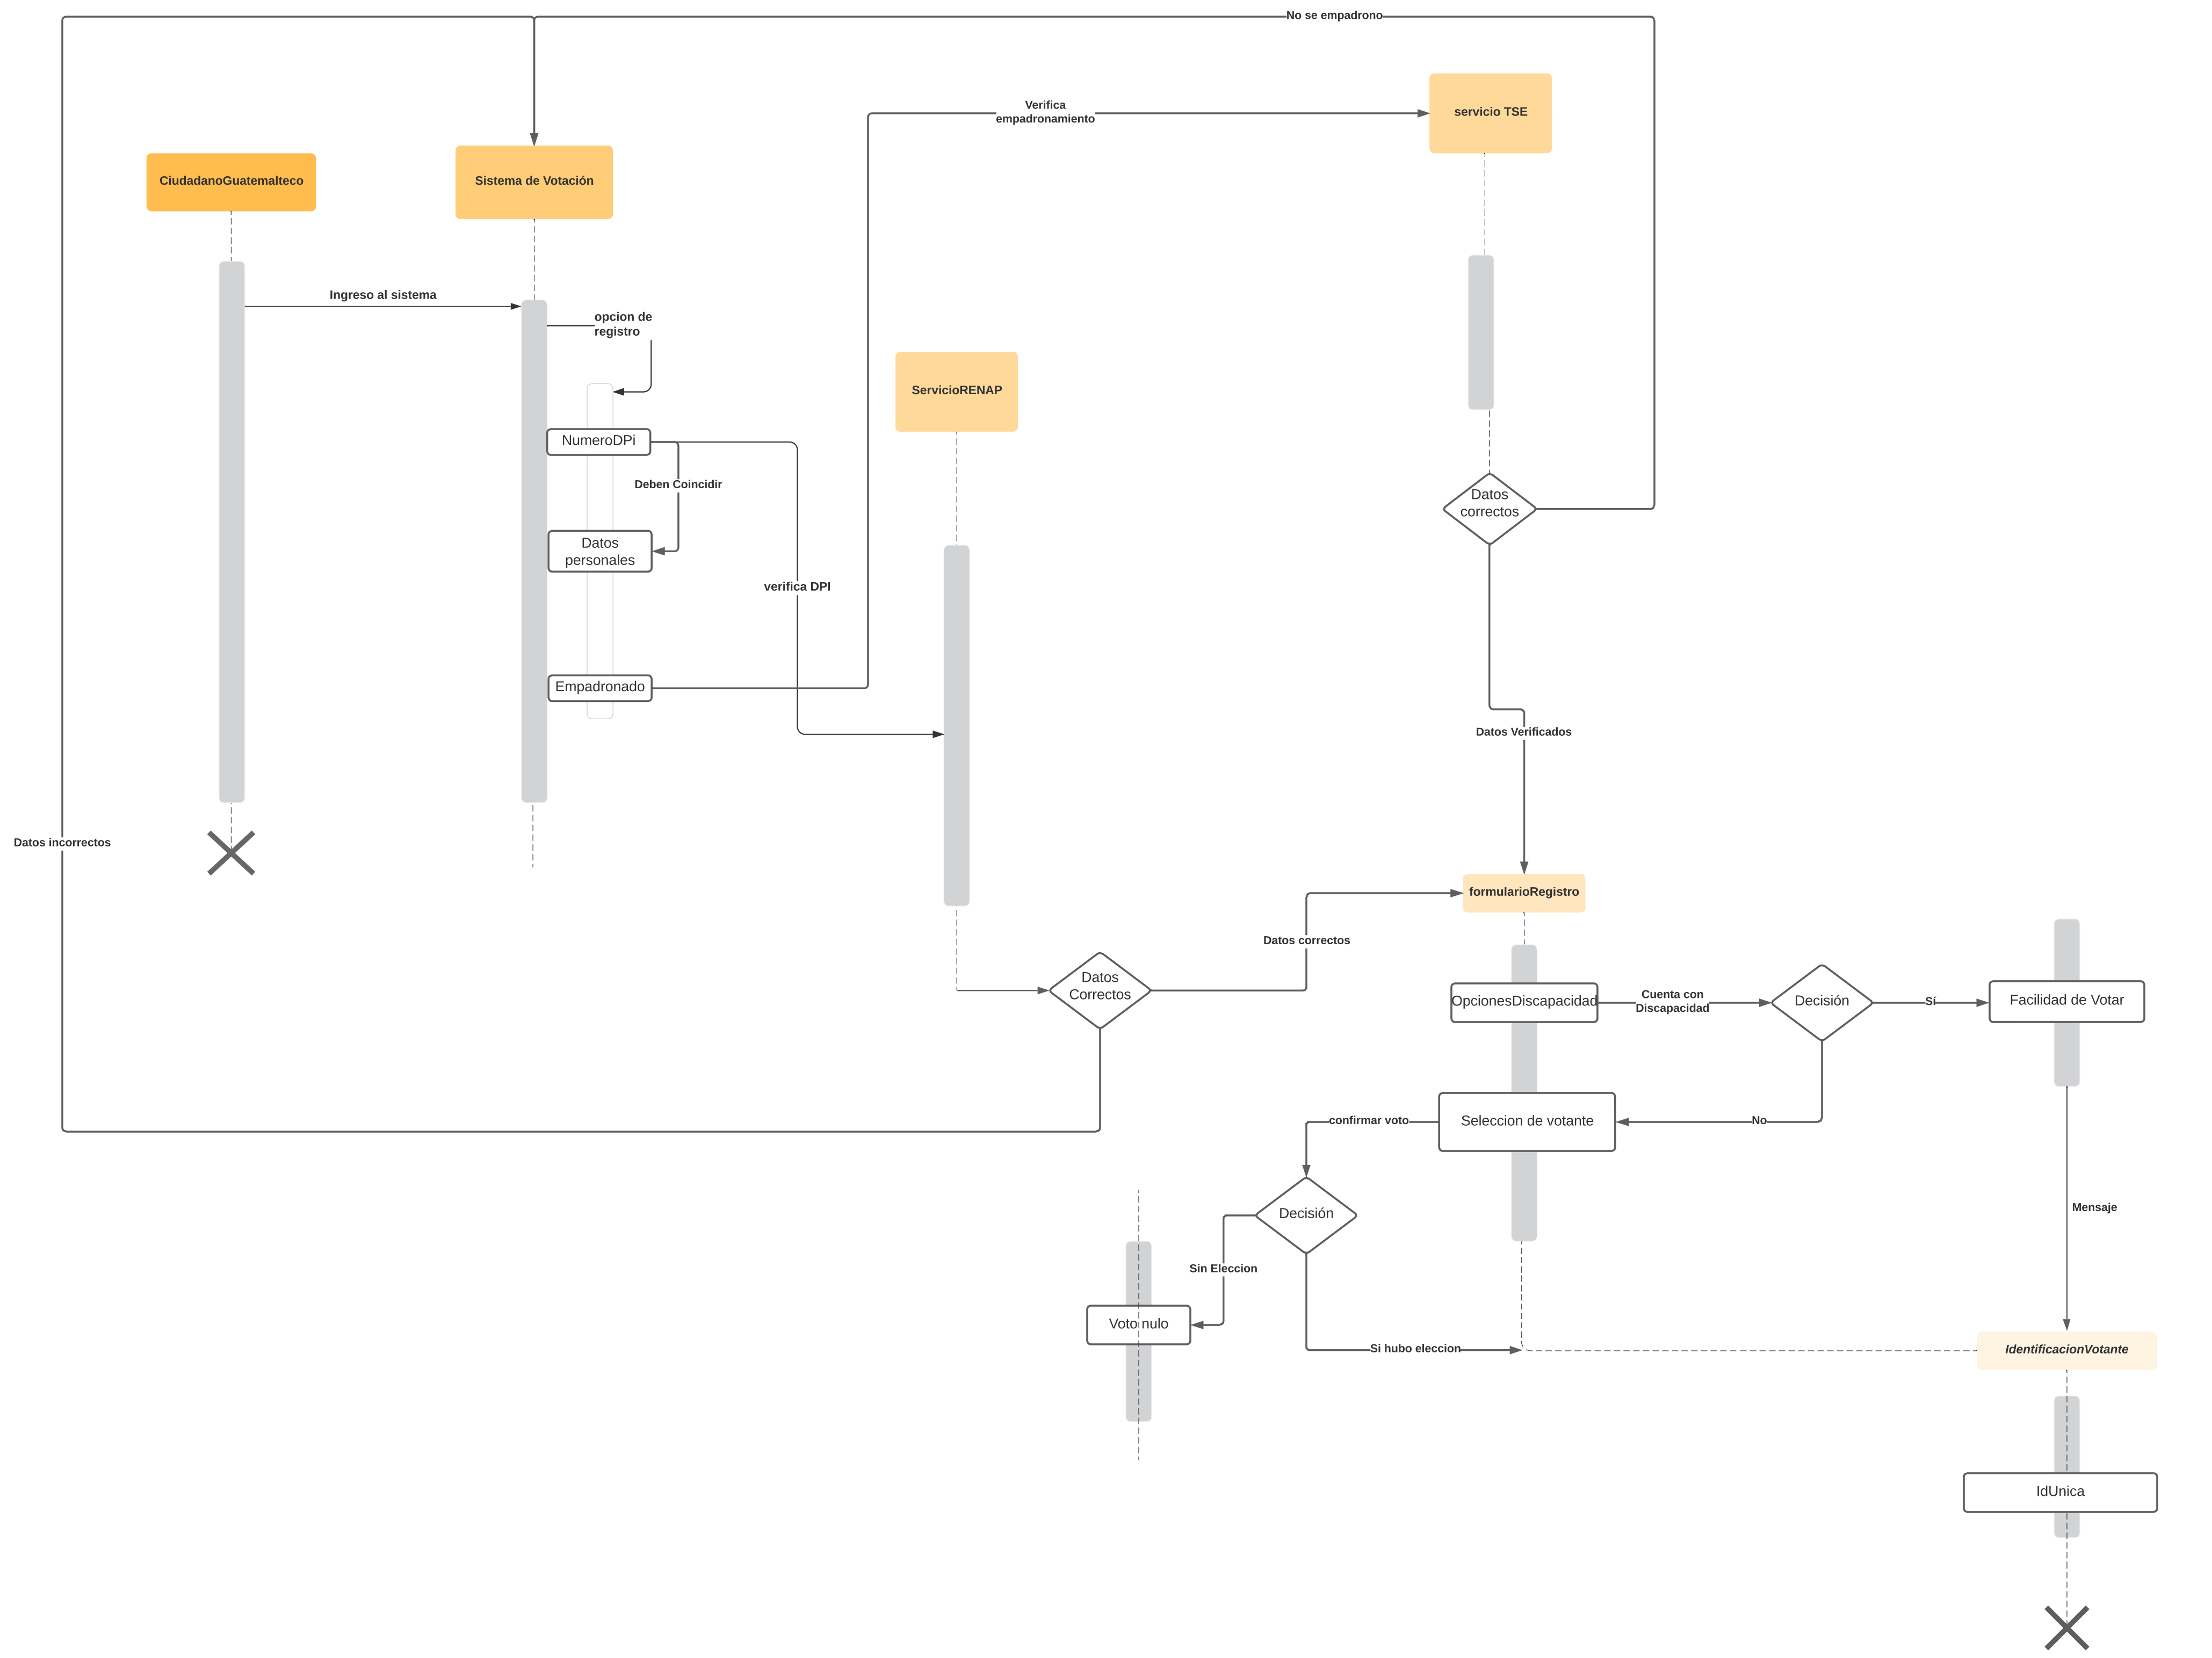 No se empadrono
Verifica
empadronamiento
servicio TSE
CiudadanoGuatemalteco
Sistema de Votación
Ingreso al sistema
opcion de
registro
ServicioRENAP
NumeroDPi
Deben Coincidir
Datos
correctos
Datos
personales
verifica DPI
Empadronado
Datos Verificados
Datos incorrectos
formularioRegistro
Datos correctos
Datos
Correctos
OpcionesDiscapacidad
Cuenta con
Discapacidad
Decisión
Sí
Facilidad de Votar
Seleccion de votante
confirmar voto
No
Mensaje
Decisión
Sin Eleccion
Voto nulo
Si hubo eleccion
IdentificacionVotante
IdUnica